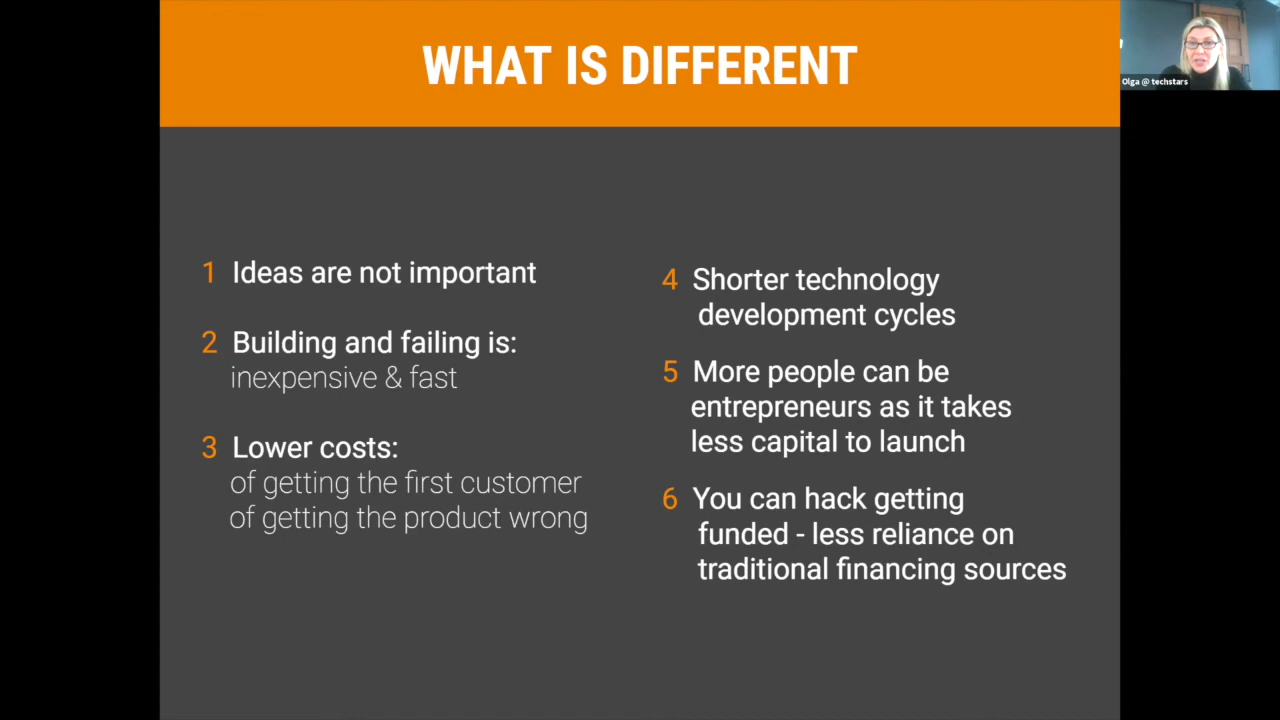 WHAT IS DIFFERENT
Olga @ techstars
1 Ideas are not important
2 Building and failing is:
inexpensive & fast
3 Lower costs:
of getting the first customer
of getting the product wrong
4 Shorter technology
development cycles
5 More people can be
entrepreneurs as it takes
less capital to launch
6 You can hack getting
funded - less reliance on
traditional financing sources